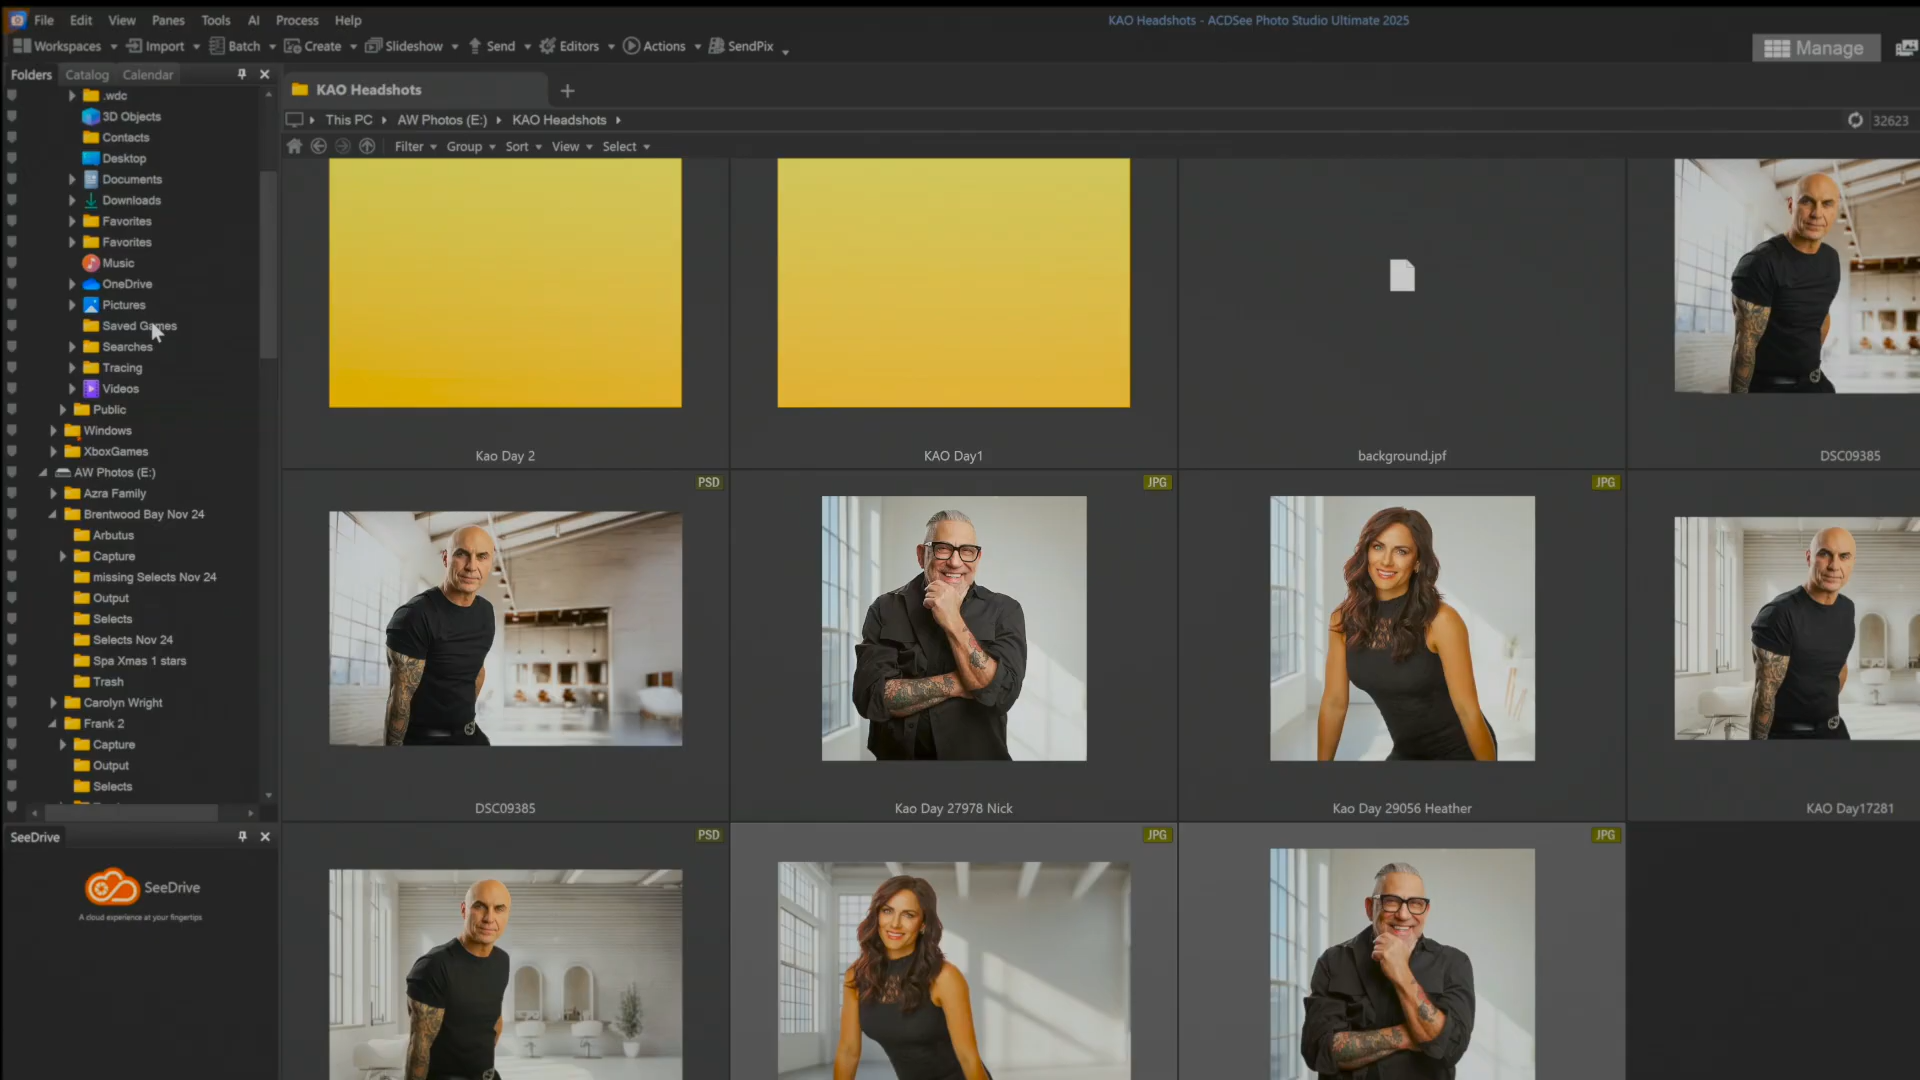 File Edit View Panes Tools AI Process Help
KAO Headshots - ACDSee Photo Studio Ultimate 2025
Workspaces Import Batch Create Slideshow Send Editors Actions SendPix
Manage
Folders Catalog Calendar
KAO Headshots
This PC AW Photos (E:) KAO Headshots
32623
Filter Group Sort View Select
.wdc
3D Objects
Contacts
Desktop
Documents
Downloads
Favorites
Favorites
Music
OneDrive
Pictures
Saved Games
Searches
Tracing
Videos
Public
Windows
XboxGames
AW Photos (E:)
Azra Family
Brentwood Bay Nov 24
Arbutus
Capture
missing Selects Nov 24
Output
Selects
Selects Nov 24
Spa Xmas 1 stars
Trash
Carolyn Wright
Frank 2
Capture
Output
Selects
SeeDrive
SeeDrive
A cloud experience at your fingertips
Kao Day 2
KAO Day1
background.jpf
DSC09385
PSD
JPG
JPG
DSC09385
Kao Day 27978 Nick
Kao Day 29056 Heather
KAO Day17281
PSD
JPG
JPG